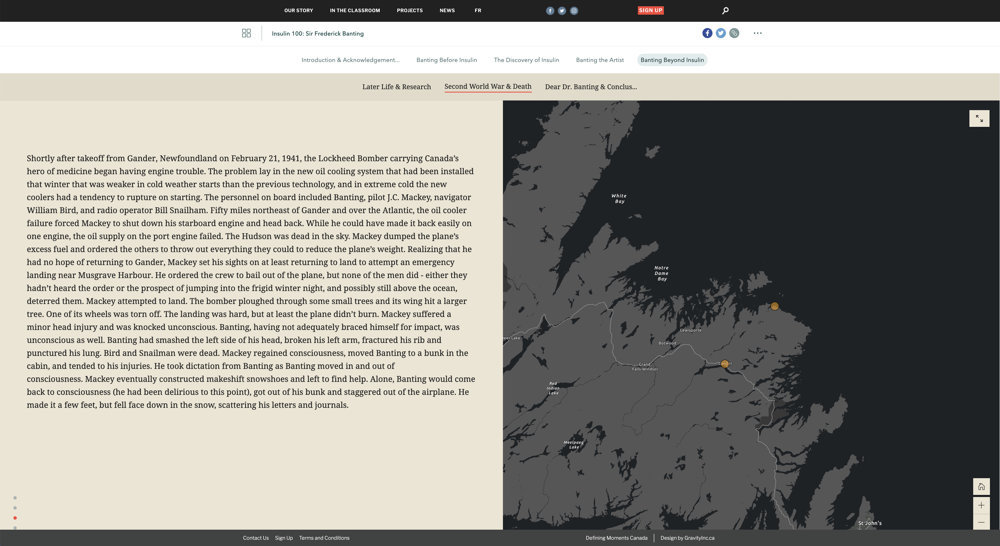 OUR STORY IN THE CLASSROOM PROJECTS NEWS FR SIGN UP
Insulin 100: Sir Frederick Banting
Introduction & Acknowledgement... Banting Before Insulin The Discovery of Insulin Banting the Artist Banting Beyond Insulin
Later Life & Research Second World War & Death Dear Dr. Banting & Conclus...
Shortly after takeoff from Gander, Newfoundland on February 21, 1941, the Lockheed Bomber carrying Canada’s
hero of medicine began having engine trouble. The problem lay in the new oil cooling system that had been installed
that winter that was weaker in cold weather starts than the previous technology, and in extreme cold the new
coolers had a tendency to rupture on starting. The personnel on board included Banting, pilot J.C. Mackey, navigator
William Bird, and radio operator Bill Snailham. Fifty miles northeast of Gander and over the Atlantic, the oil cooler
failure forced Mackey to shut down his starboard engine and head back. While he could have made it back easily on
one engine, the oil supply on the port engine failed. The Hudson was dead in the sky. Mackey dumped the plane’s
excess fuel and ordered the others to throw out everything they could to reduce the plane’s weight. Realizing that he
had no hope of returning to Gander, Mackey set his sights on at least returning to land to attempt an emergency
landing near Musgrave Harbour. He ordered the crew to bail out of the plane, but none of the men did - either they
hadn’t heard the order or the prospect of jumping into the frigid winter night, and possibly still above the ocean,
deterred them. Mackey attempted to land. The bomber ploughed through some small trees and its wing hit a larger
tree. One of its wheels was torn off. The landing was hard, but at least the plane didn’t burn. Mackey suffered a
minor head injury and was knocked unconscious. Banting, having not adequately braced himself for impact, was
unconscious as well. Banting had smashed the left side of his head, broken his left arm, fractured his rib and
punctured his lung. Bird and Snailman were dead. Mackey regained consciousness, moved Banting to a bunk in the
cabin, and tended to his injuries. He took dictation from Banting as Banting moved in and out of
consciousness. Mackey eventually constructed makeshift snowshoes and left to find help. Alone, Banting would come
back to consciousness (he had been delirious to this point), got out of his bunk and staggered out of the airplane. He
made it a few feet, but fell face down in the snow, scattering his letters and journals.
White
Bay
Notre
Dame
Bay
Lewisporte
Deer Lake
Botwood
Gander
Grand
Falls-Windsor
Red
Indian
Lake
Meelpaeg
Lake
St John's
Contact Us Sign Up Terms and Conditions Defining Moments Canada Design by GravityInc.ca